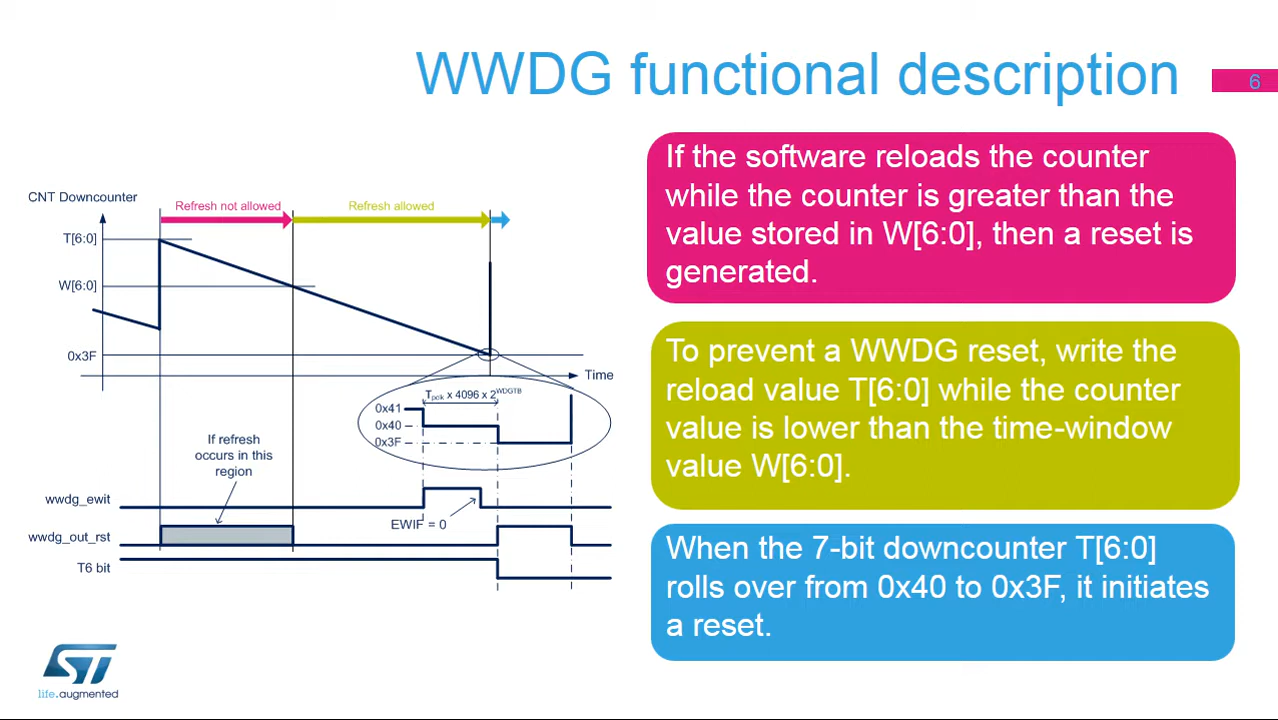 WWDG functional description
6
If the software reloads the counter
while the counter is greater than the
value stored in W[6:0], then a reset is
generated.
To prevent a WWDG reset, write the
reload value T[6:0] while the counter
value is lower than the time-window
value W[6:0].
When the 7-bit downcounter T[6:0]
rolls over from 0x40 to 0x3F, it initiates
a reset.
CNT Downcounter
Refresh not allowed
Refresh allowed
T[6:0]
W[6:0]
0x3F
Time
Tpclk x 4096 x 2^WDGTB
0x41
0x40
0x3F
If refresh
occurs in this
region
wwdg_ewit
EWIF = 0
wwdg_out_rst
T6 bit
ST
life.augmented